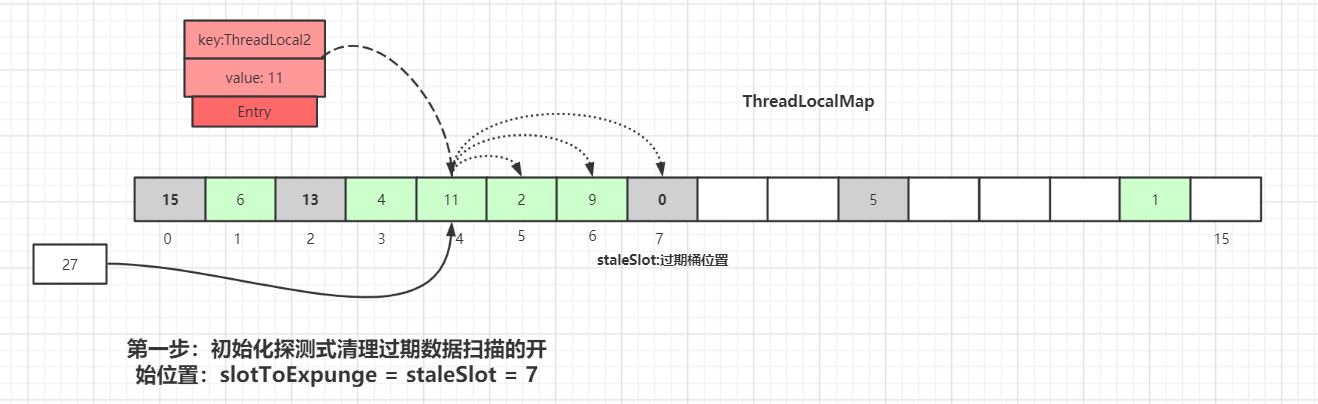 key:ThreadLocal2
value: 11
Entry
ThreadLocalMap
15 6 13 4 11 2 9 0 5 1
0 1 2 3 4 5 6 7 15
staleSlot:过期桶位置
27
第一步：初始化探测式清理过期数据扫描的开
始位置：slotToExpunge = staleSlot = 7